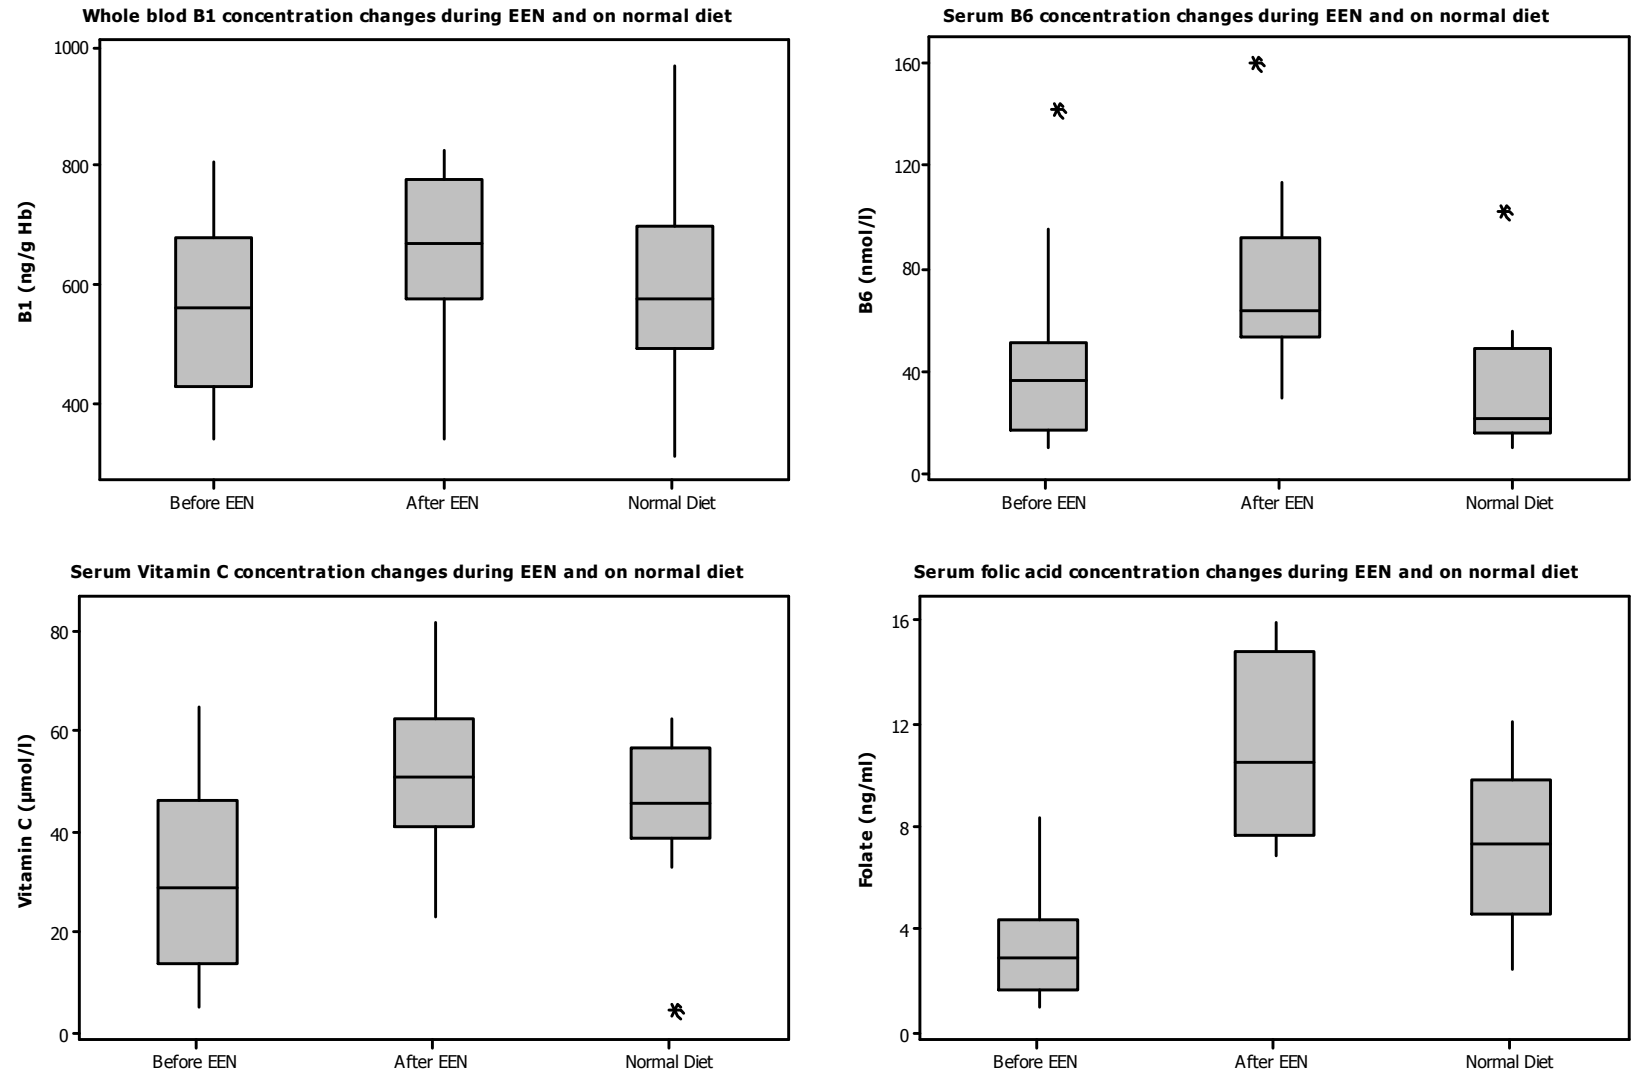 Whole blod B1 concentration changes during EEN and on normal diet
1000
800
600
400
B1 (ng/g Hb)
Before EEN After EEN Normal Diet
Serum B6 concentration changes during EEN and on normal diet
160
120
80
40
0
B6 (nmol/l)
Before EEN After EEN Normal Diet
Serum Vitamin C concentration changes during EEN and on normal diet
80
60
40
20
0
Vitamin C (µmol/l)
Before EEN After EEN Normal Diet
Serum folic acid concentration changes during EEN and on normal diet
16
12
8
4
0
Folate (ng/ml)
Before EEN After EEN Normal Diet